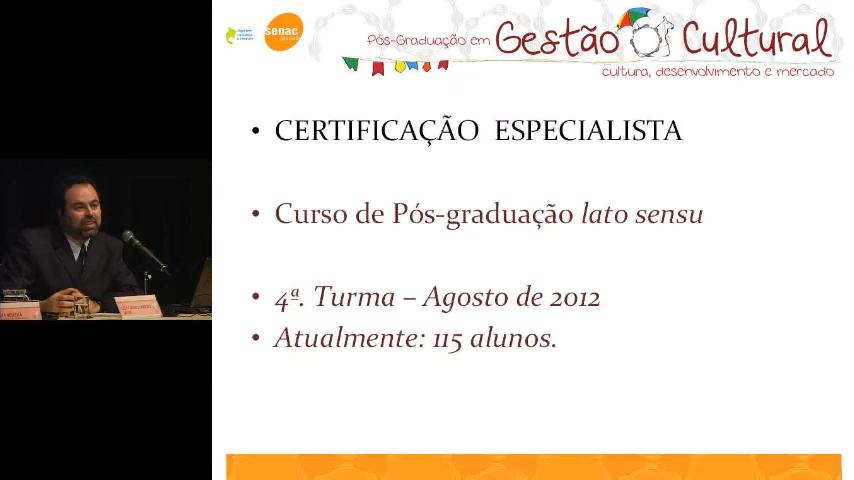 senac
Pós-Graduação em Gestão Cultural
cultura, desenvolvimento e mercado
• CERTIFICAÇÃO ESPECIALISTA
• Curso de Pós-graduação lato sensu
• 4ª. Turma – Agosto de 2012
• Atualmente: 115 alunos.